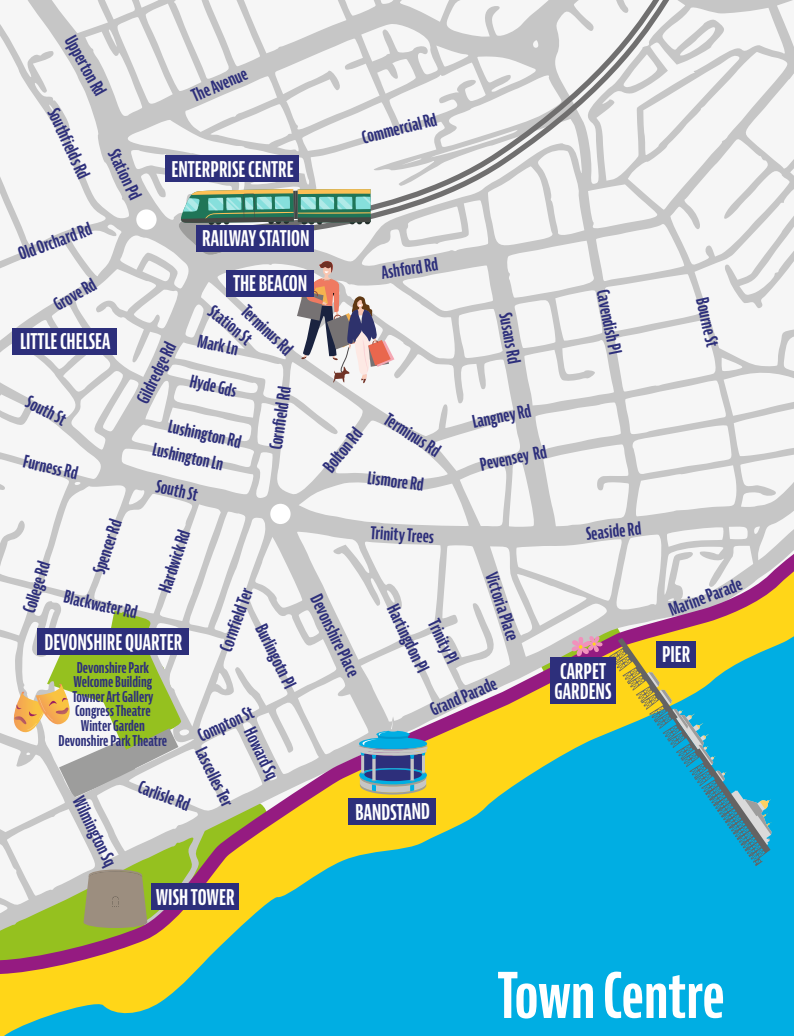 Upperton Rd
The Avenue
Southfields Rd
Commercial Rd
Station Pd
ENTERPRISE CENTRE
RAILWAY STATION
Old Orchard Rd
Ashford Rd
THE BEACON
Grove Rd
Station St
Terminus Rd
Susans Rd
Cavendish Pl
Bourne St
LITTLE CHELSEA
Mark Ln
Gildredge Rd
Hyde Gds
South St
Cornfield Rd
Terminus Rd
Langney Rd
Lushington Rd
Bolton Rd
Lushington Ln
Pevensey Rd
Furness Rd
Lismore Rd
South St
Trinity Trees
Seaside Rd
Spencer Rd
Hardwick Rd
College Rd
Blackwater Rd
Cornfield Ter
Burlingotn Pl
Devonshire Place
Hartington Pl
Trinity Pl
Victoria Place
Marine Parade
DEVONSHIRE QUARTER
Devonshire Park
Welcome Building
Towner Art Gallery
Congress Theatre
Winter Garden
Devonshire Park Theatre
PIER
CARPET
GARDENS
Grand Parade
Compton St
Howard Sq
Lascelles Ter
Carlisle Rd
BANDSTAND
Wilmington Sq
WISH TOWER
Town Centre